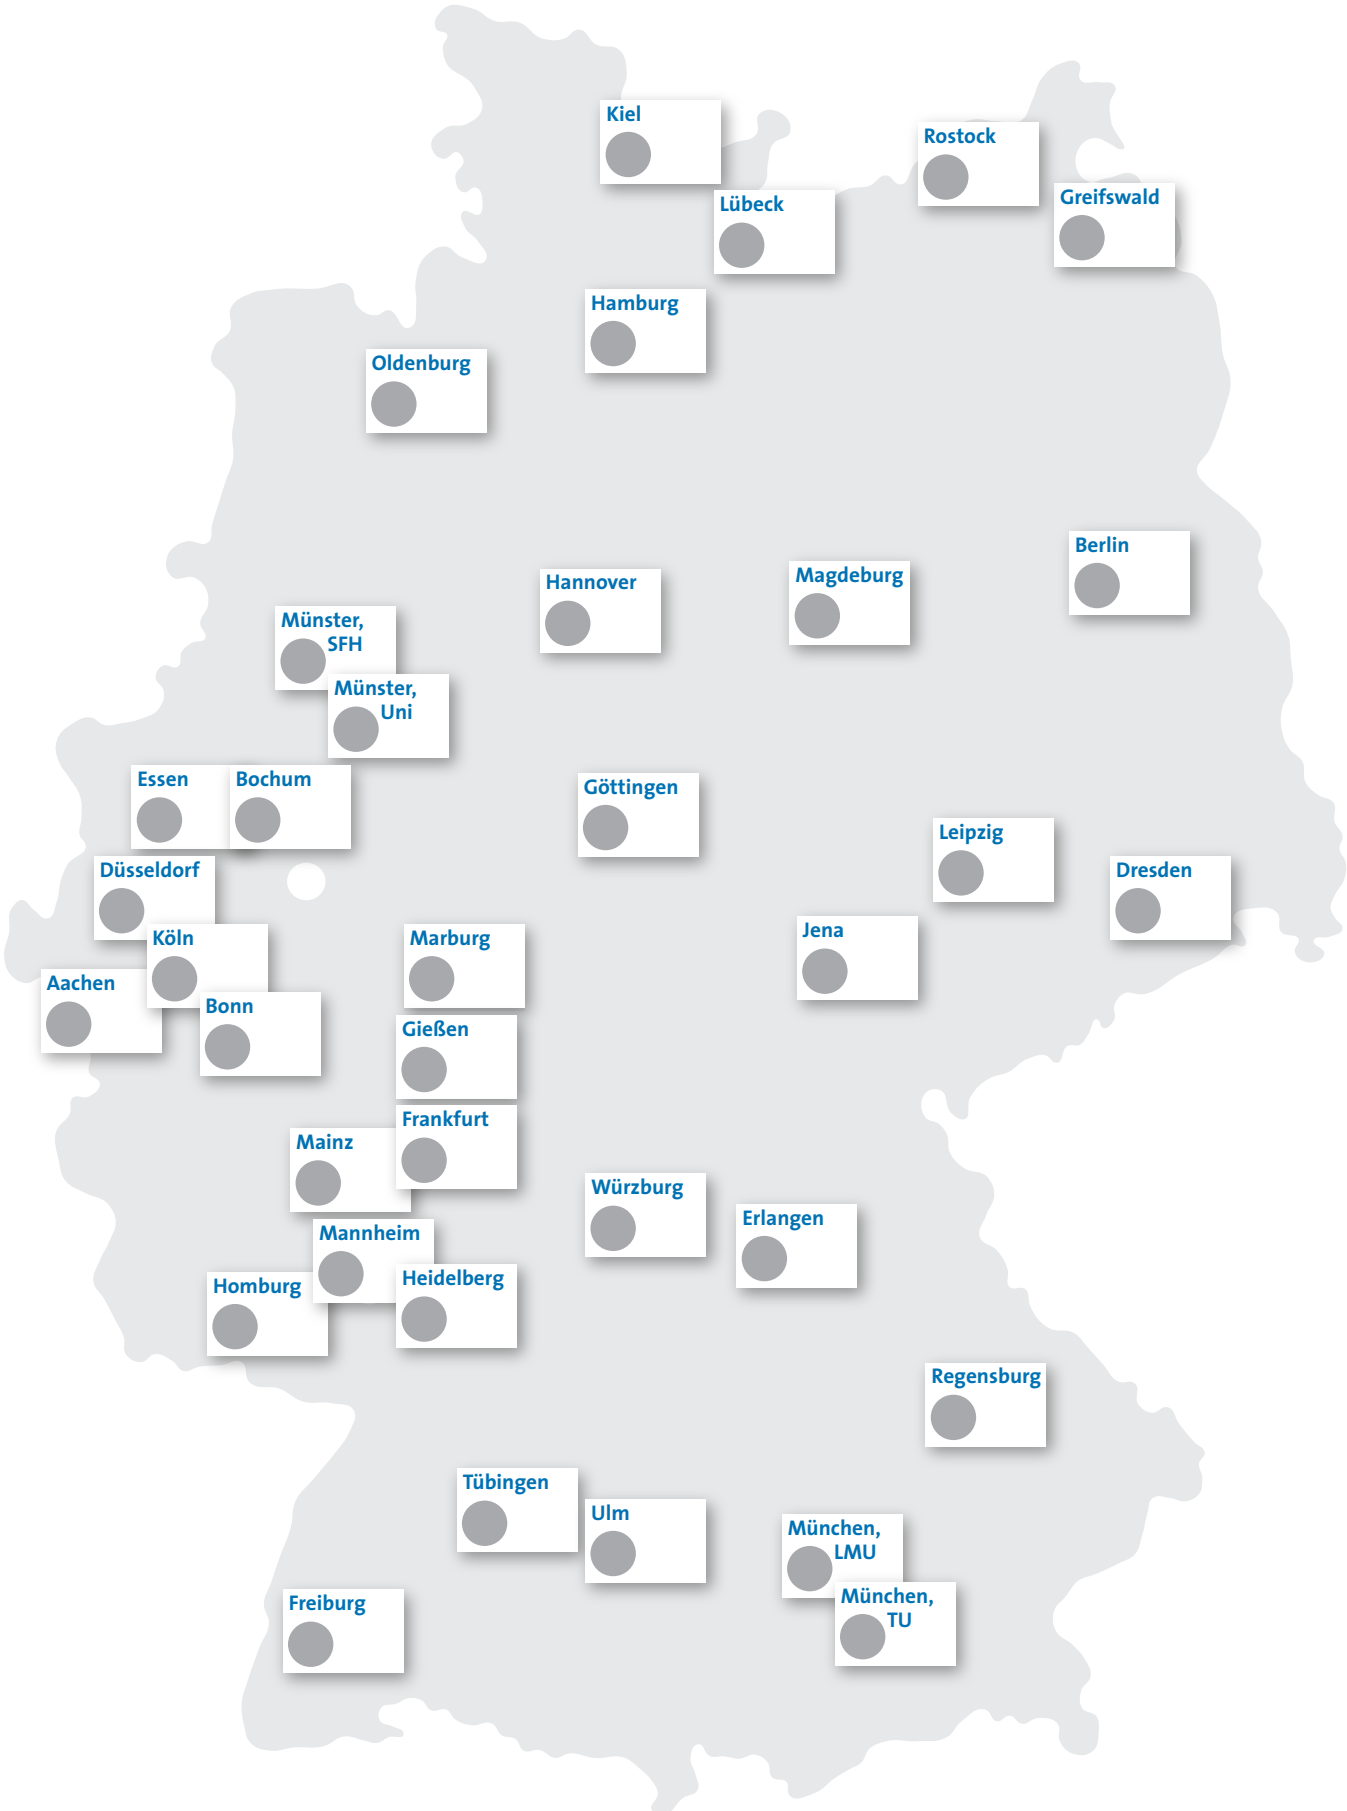 Kiel
Rostock
Greifswald
Lübeck
Hamburg
Oldenburg
Berlin
Magdeburg
Hannover
Münster,
SFH
Münster,
Uni
Essen
Bochum
Göttingen
Leipzig
Düsseldorf
Dresden
Jena
Köln
Marburg
Aachen
Bonn
Gießen
Frankfurt
Mainz
Würzburg
Erlangen
Mannheim
Heidelberg
Homburg
Regensburg
Tübingen
Ulm
München,
LMU
München,
TU
Freiburg